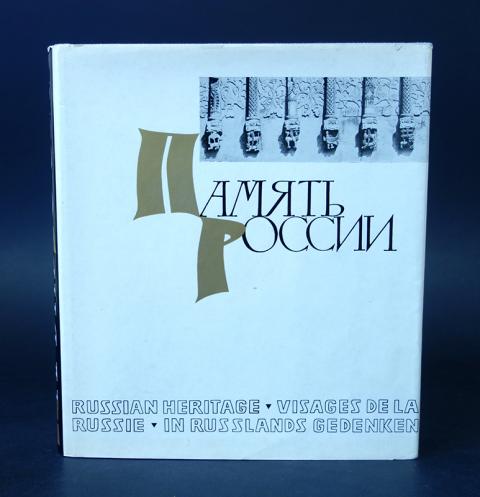 ПАМЯТЬ
РОССИИ
RUSSIAN HERITAGE ▾ VISAGES DE LA
RUSSIE ▾ IN RUSSLANDS GEDENKEN